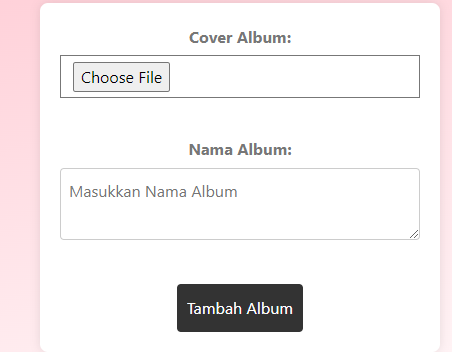 Cover Album:
Choose File
Nama Album:
Masukkan Nama Album
Tambah Album